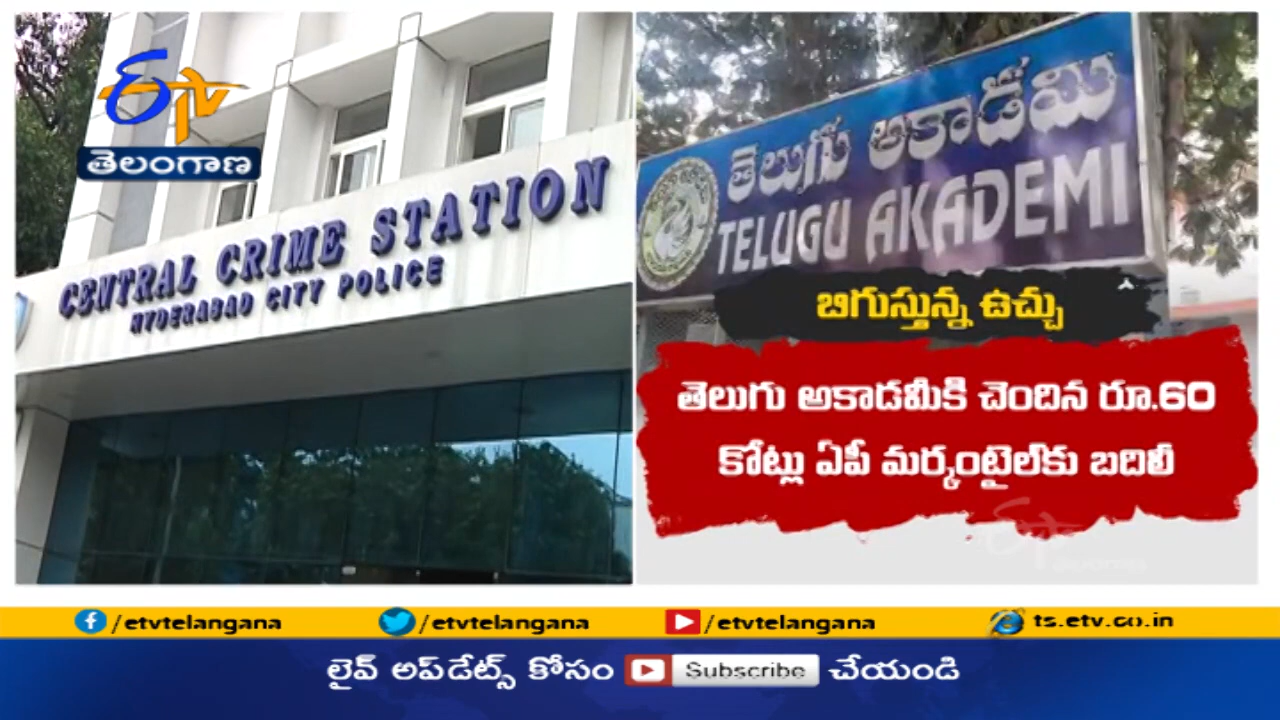 ETV
తెలంగాణ
CENTRAL CRIME STATION
HYDERABAD CITY POLICE
తెలుగు అకాడమి
TELUGU AKADEMI
బిగుస్తున్న ఉచ్చు
తెలుగు అకాడమీకి చెందిన రూ.60
కోట్లు ఏపీ మర్కంటైల్‌కు బదిలీ
తెలంగాణ
/etvtelangana /etvtelangana /etvtelangana ts.etv.co.in
లైవ్ అప్‌డేట్స్ కోసం Subscribe చేయండి